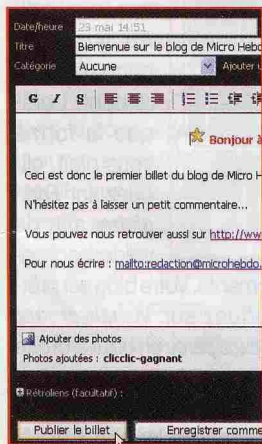 Date/heure 23 mai 14:51
Titre Bienvenue sur le blog de Micro Hebd
Catégorie Aucune Ajouter u
G I S
Bonjour à
Ceci est donc le premier billet du blog de Micro H
N'hésitez pas à laisser un petit commentaire...
Vous pouvez nous retrouver aussi sur http://ww
Pour nous écrire : mailto:redaction@microhebdo.
Ajouter des photos
Photos ajoutées : clicclic-gagnant
Rétroliens (facultatif) :
Publier le billet Enregistrer comme